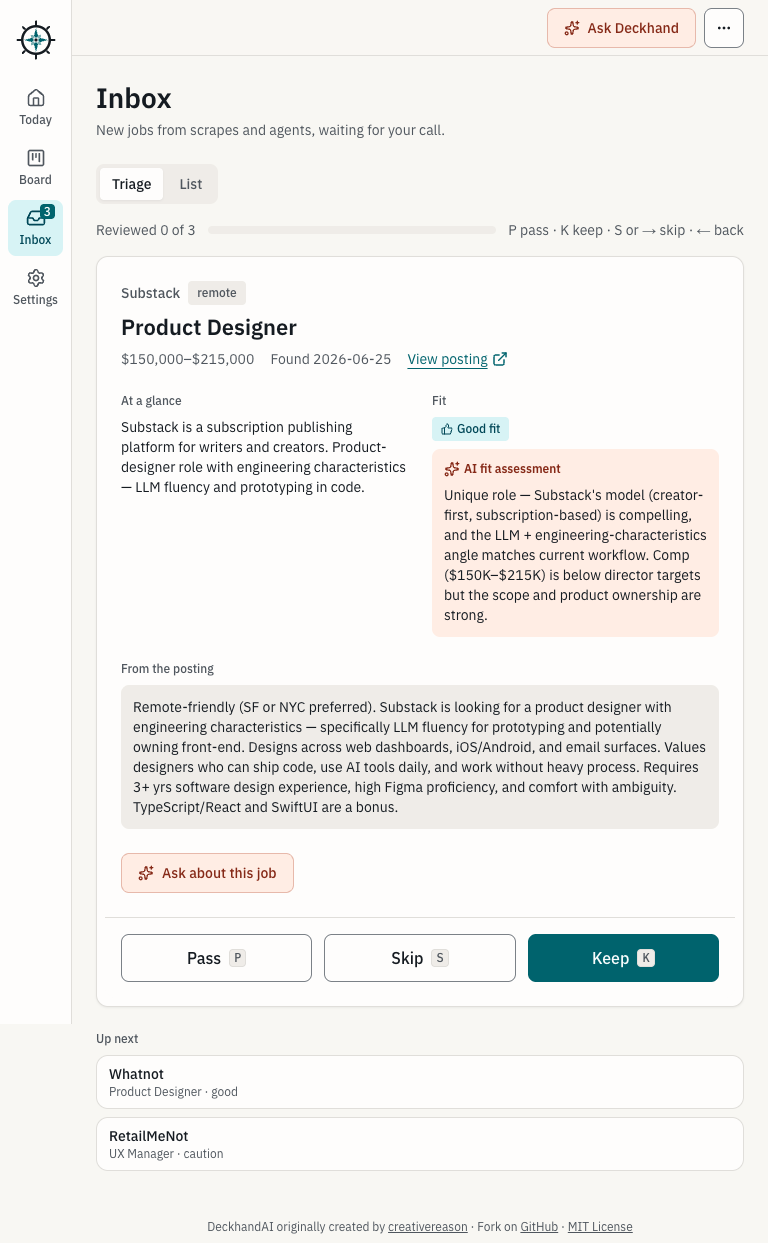 Ask Deckhand
Today
Board
3
Inbox
Settings
Inbox
New jobs from scrapes and agents, waiting for your call.
Triage
List
Reviewed 0 of 3
P pass · K keep · S or → skip · ← back
Substack
remote
Product Designer
$150,000–$215,000
Found 2026-06-25
View posting
At a glance
Substack is a subscription publishing
platform for writers and creators. Product-
designer role with engineering characteristics
— LLM fluency and prototyping in code.
Fit
Good fit
AI fit assessment
Unique role — Substack's model (creator-
first, subscription-based) is compelling,
and the LLM + engineering-characteristics
angle matches current workflow. Comp
($150K–$215K) is below director targets
but the scope and product ownership are
strong.
From the posting
Remote-friendly (SF or NYC preferred). Substack is looking for a product designer with
engineering characteristics — specifically LLM fluency for prototyping and potentially
owning front-end. Designs across web dashboards, iOS/Android, and email surfaces. Values
designers who can ship code, use AI tools daily, and work without heavy process. Requires
3+ yrs software design experience, high Figma proficiency, and comfort with ambiguity.
TypeScript/React and SwiftUI are a bonus.
Ask about this job
Pass P
Skip S
Keep K
Up next
Whatnot
Product Designer · good
RetailMeNot
UX Manager · caution
DeckhandAI originally created by creativereason · Fork on GitHub · MIT License